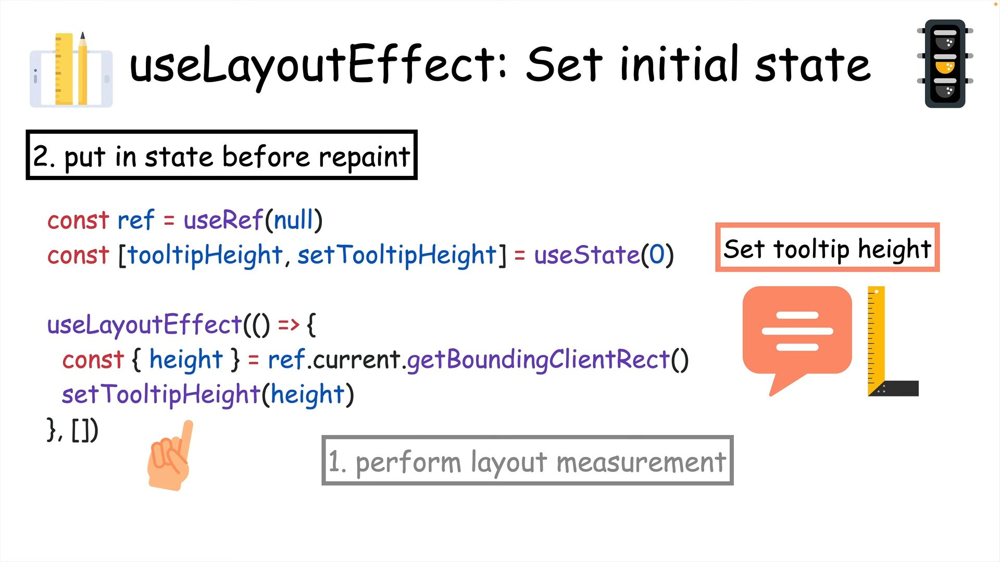 useLayoutEffect: Set initial state
2. put in state before repaint
const ref = useRef(null)
const [tooltipHeight, setTooltipHeight] = useState(0)
Set tooltip height
useLayoutEffect(() => {
const { height } = ref.current.getBoundingClientRect()
setTooltipHeight(height)
}, [])
1. perform layout measurement